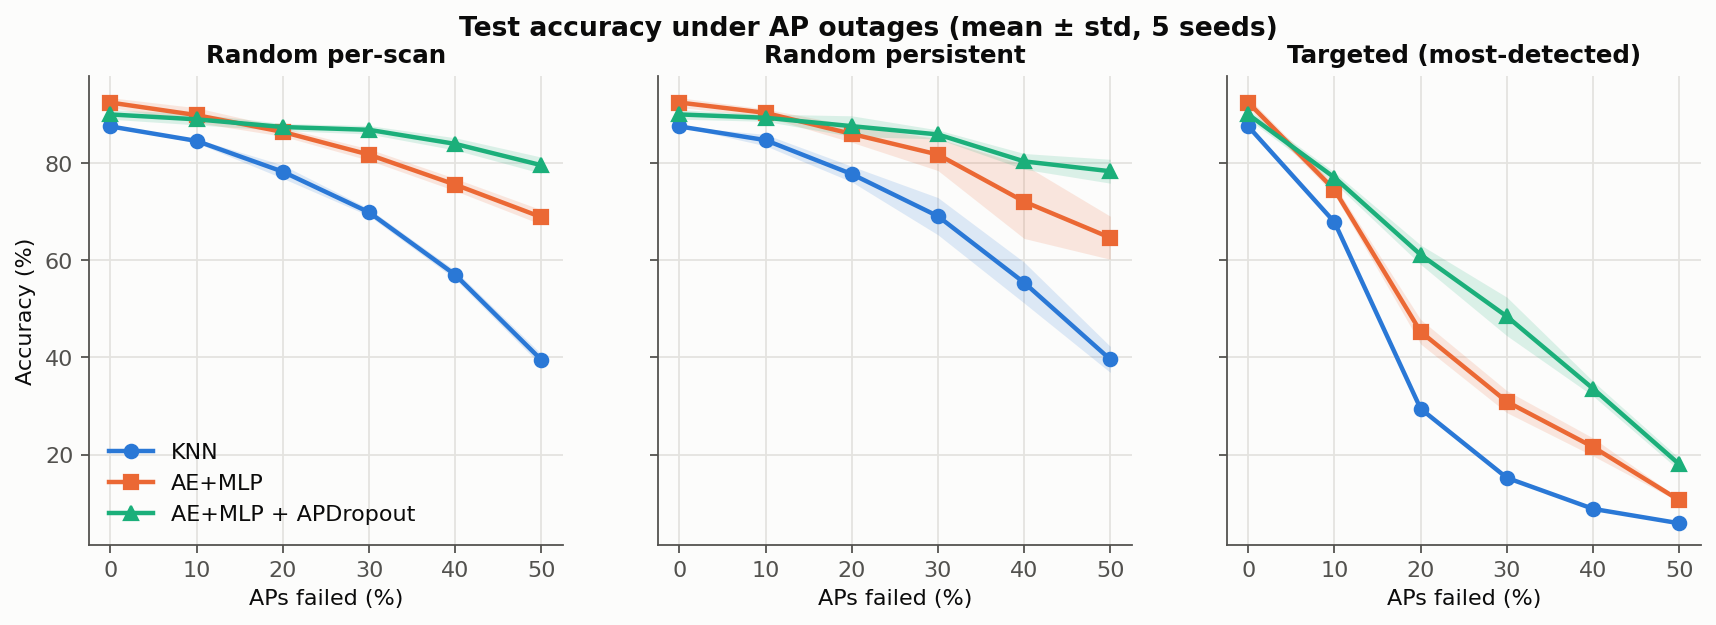 Test accuracy under AP outages (mean ± std, 5 seeds)
Random per-scan
Random persistent
Targeted (most-detected)
Accuracy (%)
80
60
40
20
KNN
AE+MLP
AE+MLP + APDropout
0 10 20 30 40 50
0 10 20 30 40 50
0 10 20 30 40 50
APs failed (%)
APs failed (%)
APs failed (%)